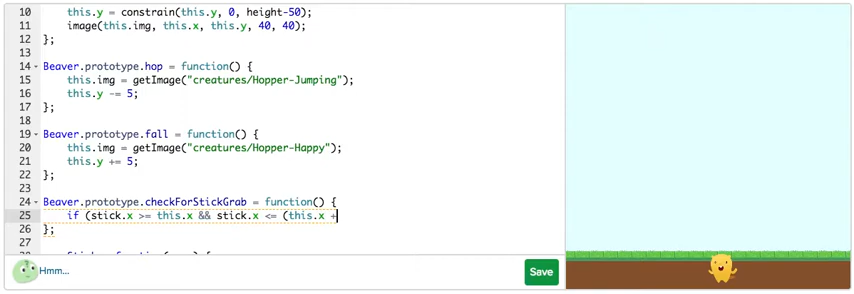 10 this.y = constrain(this.y, 0, height-50);
11 image(this.img, this.x, this.y, 40, 40);
12 };
13
14 Beaver.prototype.hop = function() {
15 this.img = getImage("creatures/Hopper-Jumping");
16 this.y -= 5;
17 };
18
19 Beaver.prototype.fall = function() {
20 this.img = getImage("creatures/Hopper-Happy");
21 this.y += 5;
22 };
23
24 Beaver.prototype.checkForStickGrab = function() {
25 if (stick.x >= this.x && stick.x <= (this.x +
26 };
27
Hmm...
Save